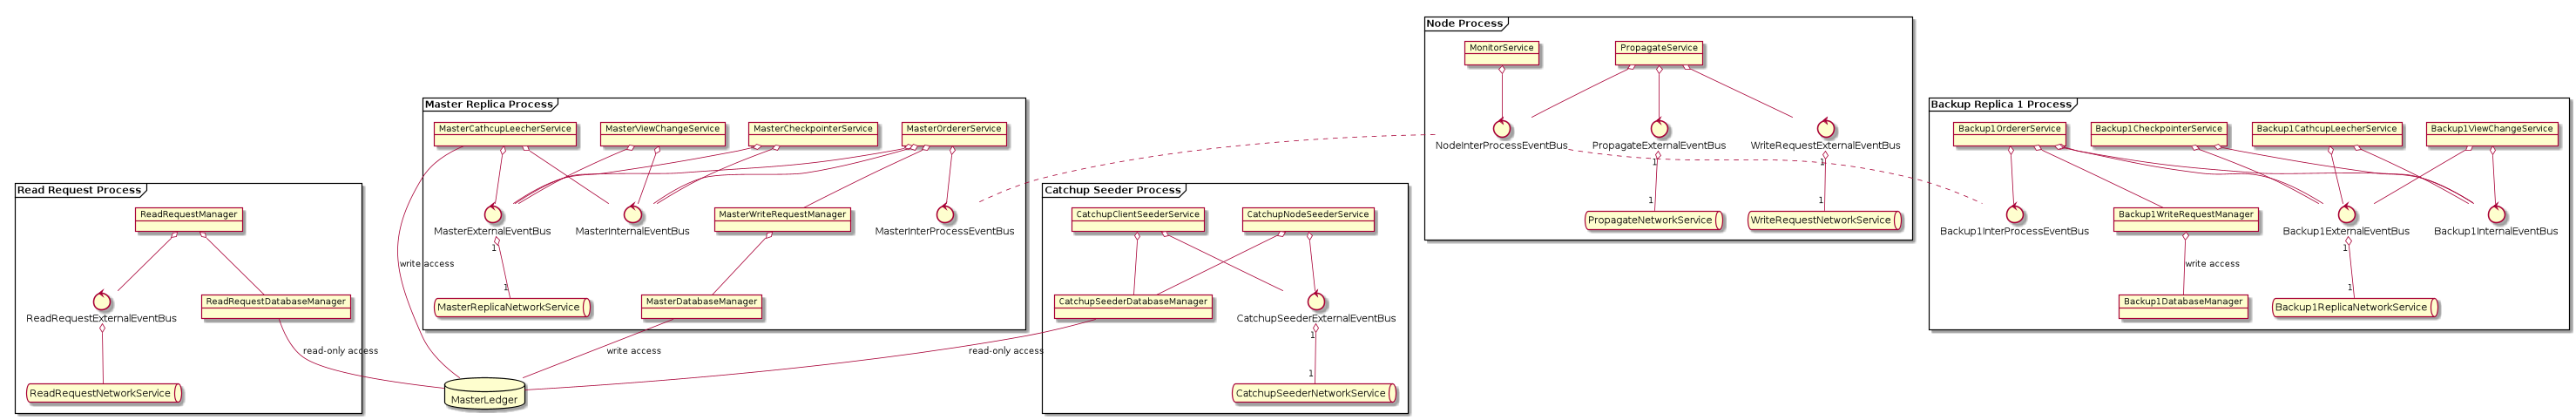 Node Process
MonitorService
PropagateService
NodeInterProcessEventBus
PropagateExternalEventBus
WriteRequestExternalEventBus
1
1
1
1
PropagateNetworkService
WriteRequestNetworkService
Master Replica Process
MasterCathcupLeecherService
MasterViewChangeService
MasterCheckpointerService
MasterOrdererService
MasterExternalEventBus
MasterInternalEventBus
MasterWriteRequestManager
MasterInterProcessEventBus
1
1
write access
MasterReplicaNetworkService
MasterDatabaseManager
write access
MasterLedger
Backup Replica 1 Process
Backup1OrdererService
Backup1CheckpointerService
Backup1CathcupLeecherService
Backup1ViewChangeService
Backup1InterProcessEventBus
Backup1WriteRequestManager
Backup1ExternalEventBus
Backup1InternalEventBus
write access
1
1
Backup1DatabaseManager
Backup1ReplicaNetworkService
Read Request Process
ReadRequestManager
ReadRequestExternalEventBus
ReadRequestDatabaseManager
read-only access
ReadRequestNetworkService
Catchup Seeder Process
CatchupClientSeederService
CatchupNodeSeederService
CatchupSeederDatabaseManager
CatchupSeederExternalEventBus
read-only access
1
1
CatchupSeederNetworkService